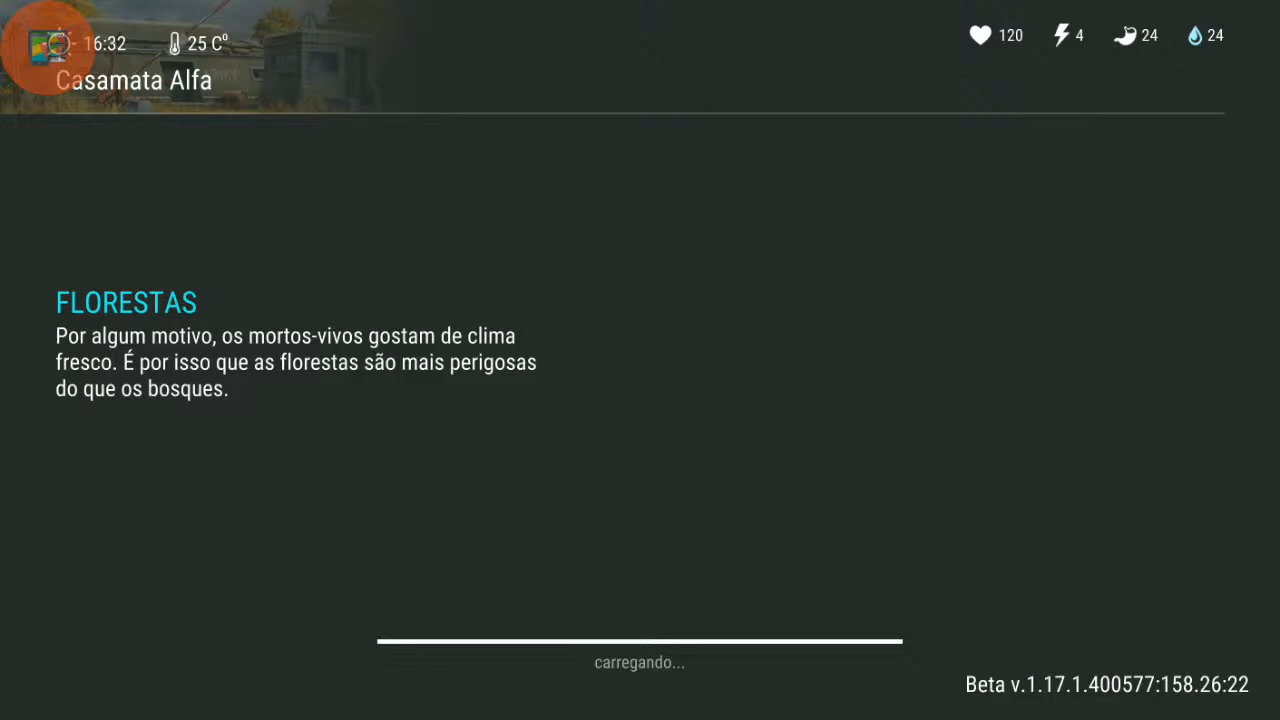 16:32 25 Cº
120 4 24 24
Casamata Alfa
FLORESTAS
Por algum motivo, os mortos-vivos gostam de clima
fresco. É por isso que as florestas são mais perigosas
do que os bosques.
carregando...
Beta v.1.17.1.400577:158.26:22